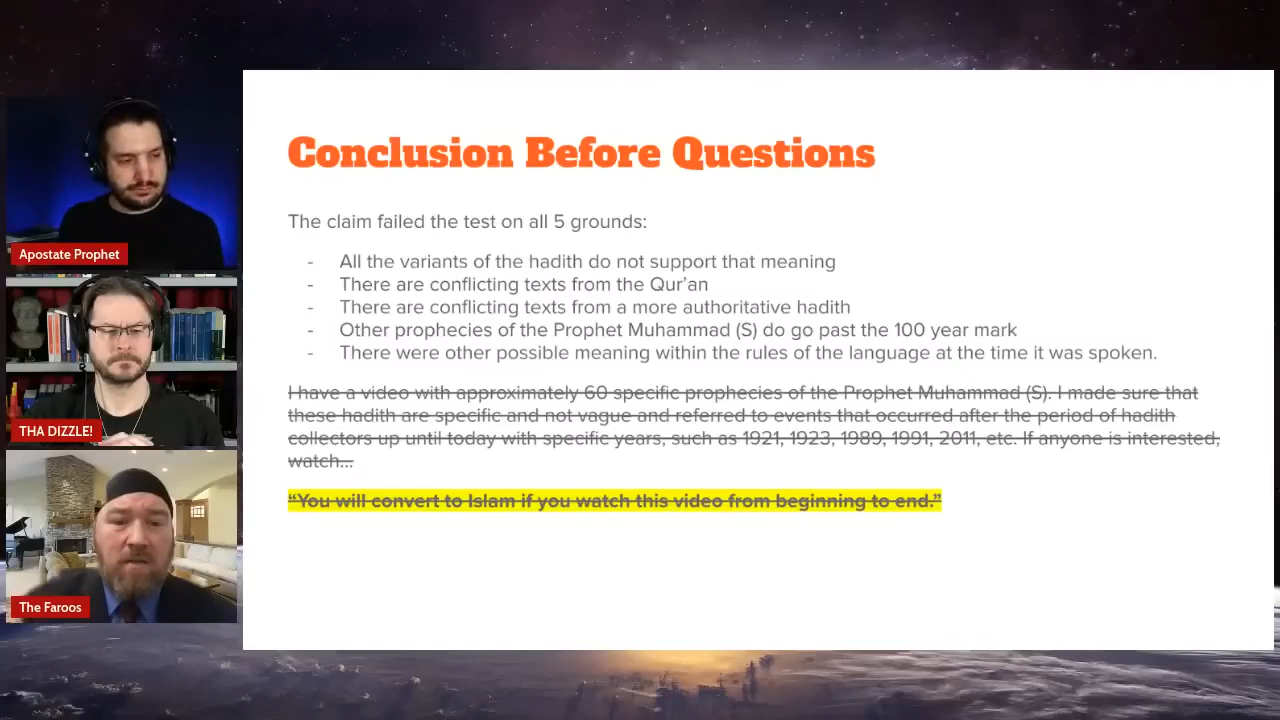 Apostate Prophet
THA DIZZLE!
The Faroos
Conclusion Before Questions
The claim failed the test on all 5 grounds:
- All the variants of the hadith do not support that meaning
- There are conflicting texts from the Qur’an
- There are conflicting texts from a more authoritative hadith
- Other prophecies of the Prophet Muhammad (S) do go past the 100 year mark
- There were other possible meaning within the rules of the language at the time it was spoken.
I have a video with approximately 60 specific prophecies of the Prophet Muhammad (S). I made sure that
these hadith are specific and not vague and referred to events that occurred after the period of hadith
collectors up until today with specific years, such as 1921, 1923, 1989, 1991, 2011, etc. If anyone is interested,
watch...
“You will convert to Islam if you watch this video from beginning to end.”